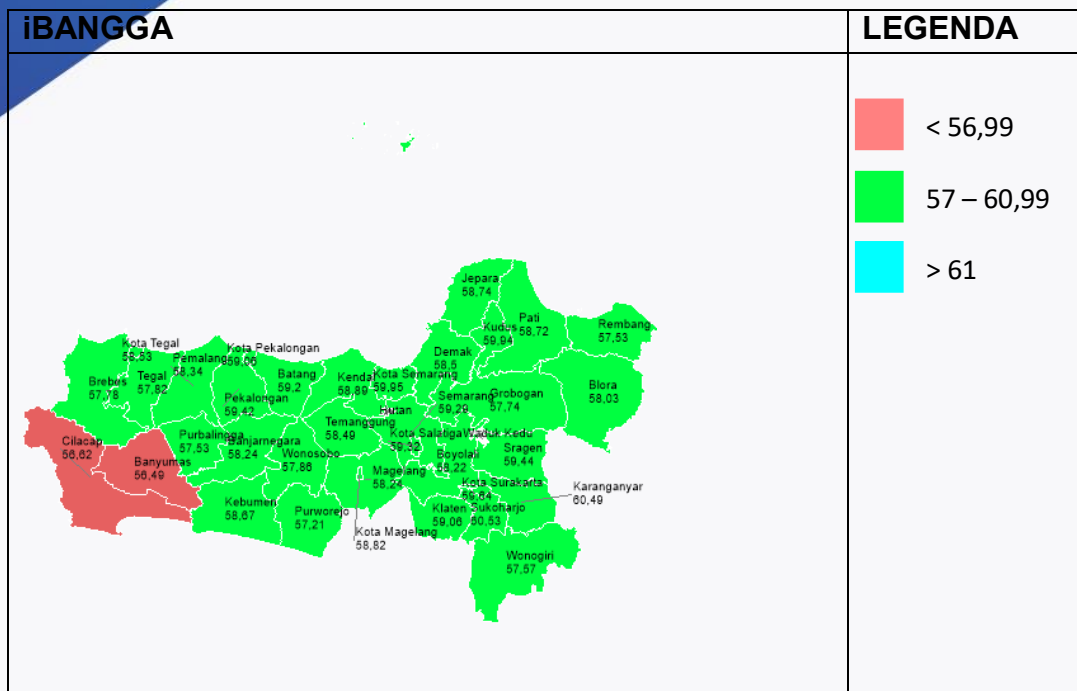 iBANGGA
LEGENDA
< 56,99
57 – 60,99
> 61
Jepara
58,74
Pati
58,72
Kudus
59,94
Rembang
57,53
Demak
58,5
Blora
58,03
Kota Tegal
58,53
Pemalang
58,34
Kota Pekalongan
59,06
Brebes
57,78
Tegal
57,82
Batang
59,2
Kendal
58,89
Kota Semarang
59,95
Pekalongan
59,42
Semarang
59,29
Grobogan
57,74
Hutan
Temanggung
58,49
Kota Salatiga
59,32
Waduk Kedu
Sragen
59,44
Boyolali
58,22
Cilacap
56,62
Banyumas
56,49
Purbalingga
57,53
Banjarnegara
58,24
Wonosobo
57,86
Magelang
58,24
Kota Surakarta
59,64
Karanganyar
60,49
Kebumen
58,67
Purworejo
57,21
Klaten
59,06
Sukoharjo
60,53
Kota Magelang
58,82
Wonogiri
57,57